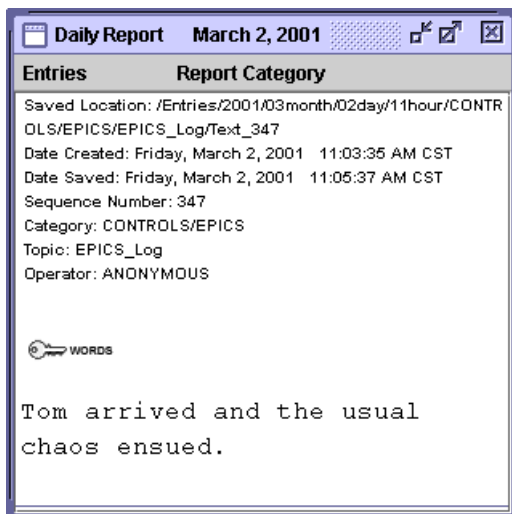 Daily Report March 2, 2001
Entries Report Category
Saved Location: /Entries/2001/03month/02day/11hour/CONTR
OLS/EPICS/EPICS_Log/Text_347
Date Created: Friday, March 2, 2001 11:03:35 AM CST
Date Saved: Friday, March 2, 2001 11:05:37 AM CST
Sequence Number: 347
Category: CONTROLS/EPICS
Topic: EPICS_Log
Operator: ANONYMOUS
WORDS
Tom arrived and the usual
chaos ensued.